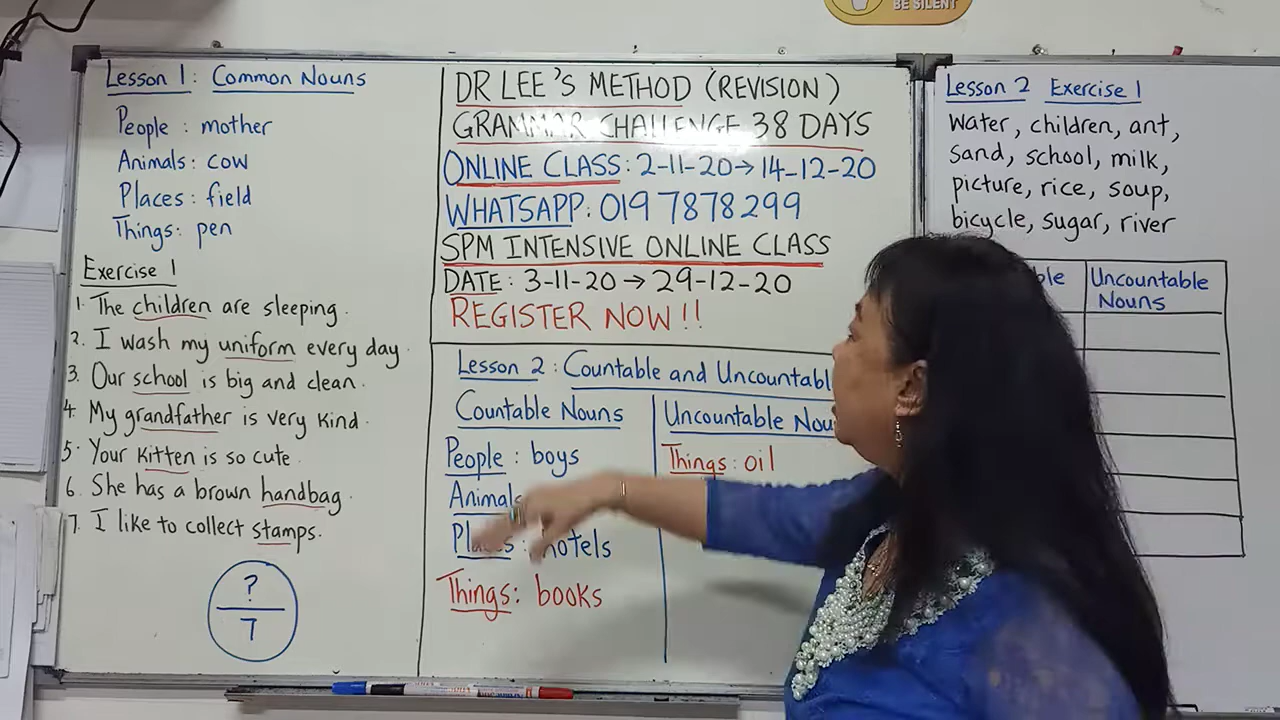 BE SILENT
Lesson 1 : Common Nouns
People : mother
Animals: cow
Places : field
Things: pen
Exercise 1
1. The children are sleeping.
2. I wash my uniform every day.
3. Our school is big and clean.
4. My grandfather is very kind.
5. Your kitten is so cute.
6. She has a brown handbag.
7. I like to collect stamps.
?
7
DR LEE'S METHOD (REVISION)
GRAMMAR CHALLENGE 38 DAYS
ONLINE CLASS: 2-11-20→14-12-20
WHATSAPP: 019 7878299
SPM INTENSIVE ONLINE CLASS
DATE : 3-11-20 → 29-12-20
REGISTER NOW!!
Lesson 2 : Countable and Uncountabl
Countable Nouns
People : boys
Animals
Places : hotels
Things: books
Uncountable Nou
Things: oil
Lesson 2 Exercise 1
Water, children, ant,
Sand, school, milk,
picture, rice, soup,
bicycle, sugar, river
ble
Uncountable
Nouns